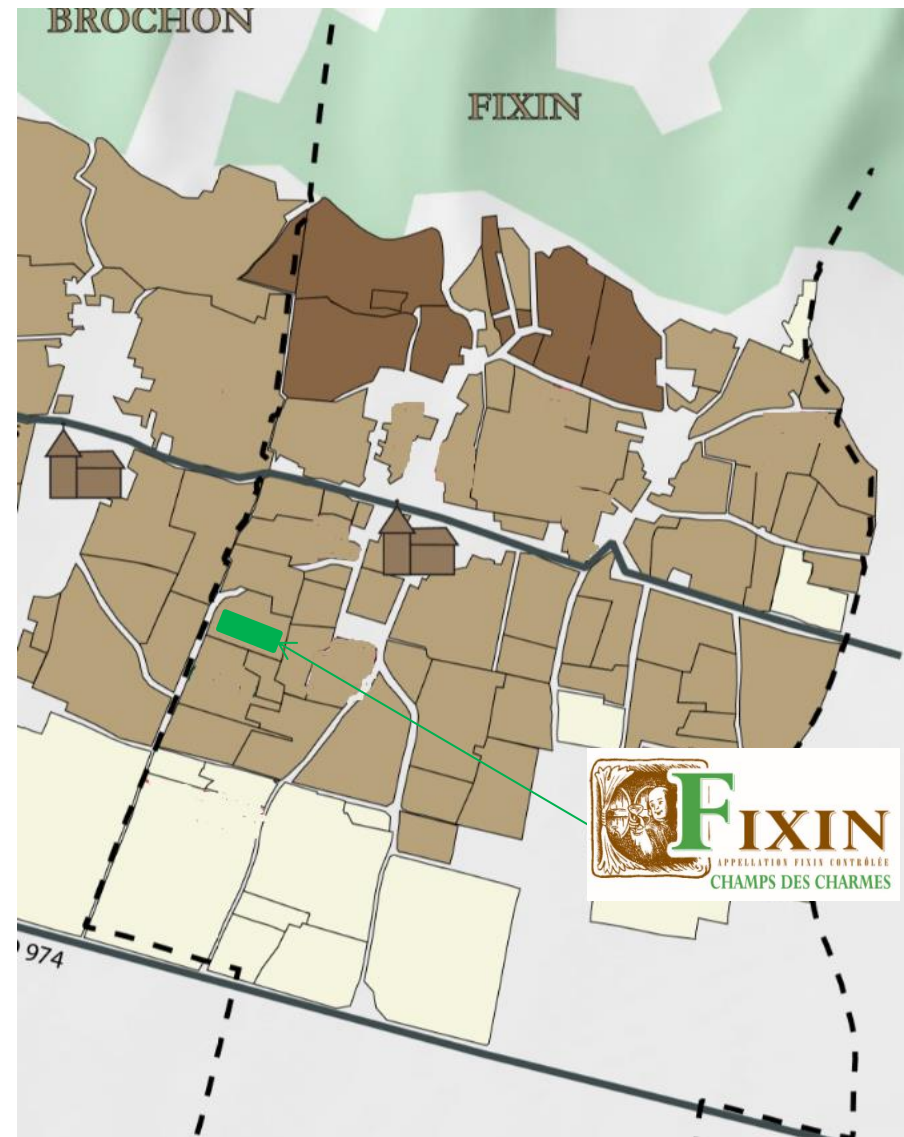 BROCHON
FIXIN
FIXIN
APPELLATION FIXIN CONTRÔLÉE
CHAMPS DES CHARMES
974